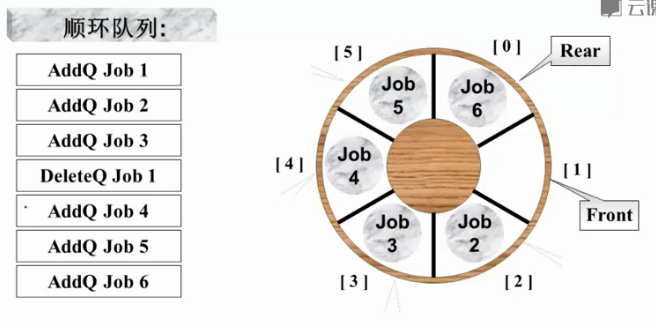 云课
顺环队列:
AddQ Job 1
AddQ Job 2
AddQ Job 3
DeleteQ Job 1
AddQ Job 4
AddQ Job 5
AddQ Job 6
[ 5 ]
[ 0 ]
Rear
Job
5
Job
6
[ 4 ]
Job
4
[ 1 ]
Front
Job
3
Job
2
[ 3 ]
[ 2 ]